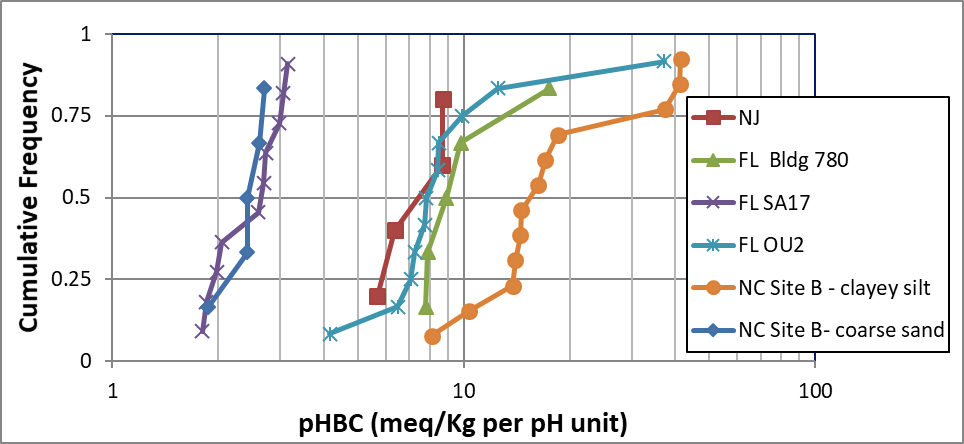 1
0.75
0.5
0.25
0
Cumulative Frequency
1
10
100
pHBC (meq/Kg per pH unit)
NJ
FL  Bldg 780
FL SA17
FL OU2
NC Site B - clayey silt
NC Site B- coarse sand